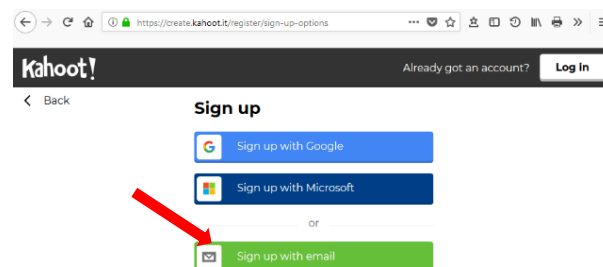 https://create.kahoot.it/register/sign-up-options
Kahoot!
Already got an account?
Log in
Back
Sign up
Sign up with Google
Sign up with Microsoft
or
Sign up with email